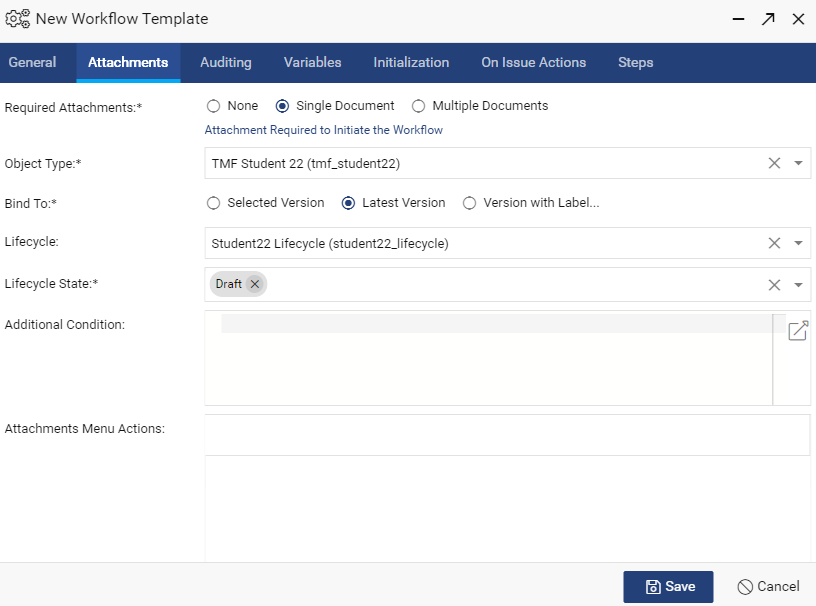 New Workflow Template
General Attachments Auditing Variables Initialization On Issue Actions Steps
Required Attachments:* None Single Document Multiple Documents
Attachment Required to Initiate the Workflow
Object Type:* TMF Student 22 (tmf_student22)
Bind To:* Selected Version Latest Version Version with Label...
Lifecycle: Student22 Lifecycle (student22_lifecycle)
Lifecycle State:* Draft
Additional Condition:
Attachments Menu Actions:
Save Cancel